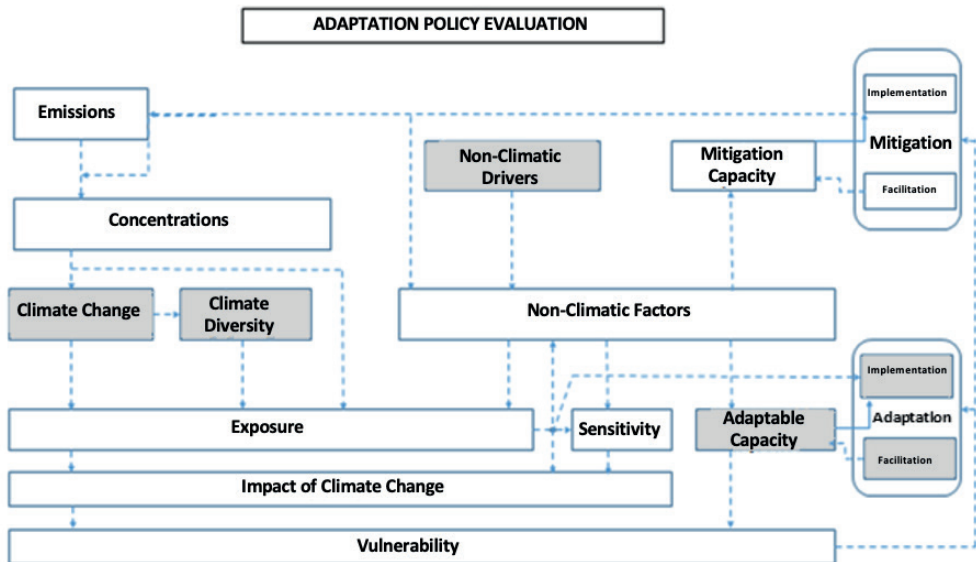 ADAPTATION POLICY EVALUATION
Emissions
Implementation
Mitigation
Non-Climatic
Drivers
Mitigation
Capacity
Facilitation
Concentrations
Climate Change
Climate
Diversity
Non-Climatic Factors
Implementation
Adaptation
Exposure
Sensitivity
Adaptable
Capacity
Facilitation
Impact of Climate Change
Vulnerability